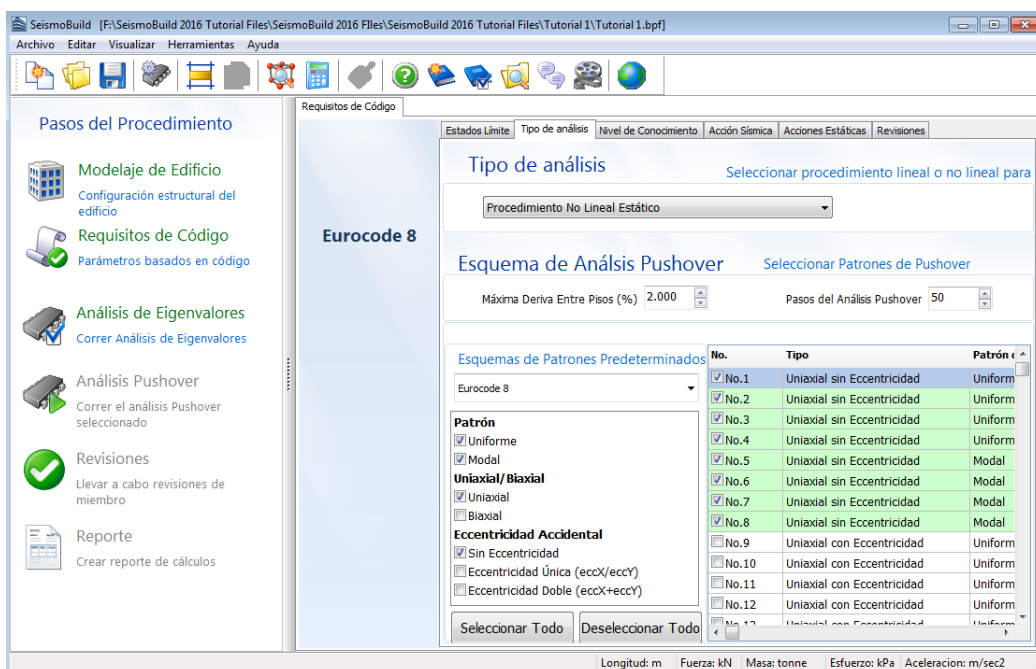 SeismoBuild [F:\SeismoBuild 2016 Tutorial Files\SeismoBuild 2016 FIles\SeismoBuild 2016 Tutorial Files\Tutorial 1\Tutorial 1.bpf]
Archivo Editar Visualizar Herramientas Ayuda
Pasos del Procedimiento
Modelaje de Edificio
Configuración estructural del
edificio
Requisitos de Código
Parámetros basados en código
Análisis de Eigenvalores
Correr Análisis de Eigenvalores
Análisis Pushover
Correr el análisis Pushover
seleccionado
Revisiones
Llevar a cabo revisiones de
miembro
Reporte
Crear reporte de cálculos
Requisitos de Código
Eurocode 8
Estados Límite Tipo de análisis Nivel de Conocimiento Acción Sísmica Acciones Estáticas Revisiones
Tipo de análisis Seleccionar procedimiento lineal o no lineal para
Procedimiento No Lineal Estático
Esquema de Análsis Pushover Seleccionar Patrones de Pushover
Máxima Deriva Entre Pisos (%) 2.000 Pasos del Análisis Pushover 50
Esquemas de Patrones Predeterminados
Eurocode 8
Patrón
Uniforme
Modal
Uniaxial/Biaxial
Uniaxial
Biaxial
Eccentricidad Accidental
Sin Eccentricidad
Eccentricidad Única (eccX/eccY)
Eccentricidad Doble (eccX+eccY)
Seleccionar Todo Deseleccionar Todo
No. Tipo Patrón
No.1 Uniaxial sin Eccentricidad Uniform
No.2 Uniaxial sin Eccentricidad Uniform
No.3 Uniaxial sin Eccentricidad Uniform
No.4 Uniaxial sin Eccentricidad Uniform
No.5 Uniaxial sin Eccentricidad Modal
No.6 Uniaxial sin Eccentricidad Modal
No.7 Uniaxial sin Eccentricidad Modal
No.8 Uniaxial sin Eccentricidad Modal
No.9 Uniaxial con Eccentricidad Uniform
No.10 Uniaxial con Eccentricidad Uniform
No.11 Uniaxial con Eccentricidad Uniform
No.12 Uniaxial con Eccentricidad Uniform
Longitud: m Fuerza: kN Masa: tonne Esfuerzo: kPa Aceleracion: m/sec2